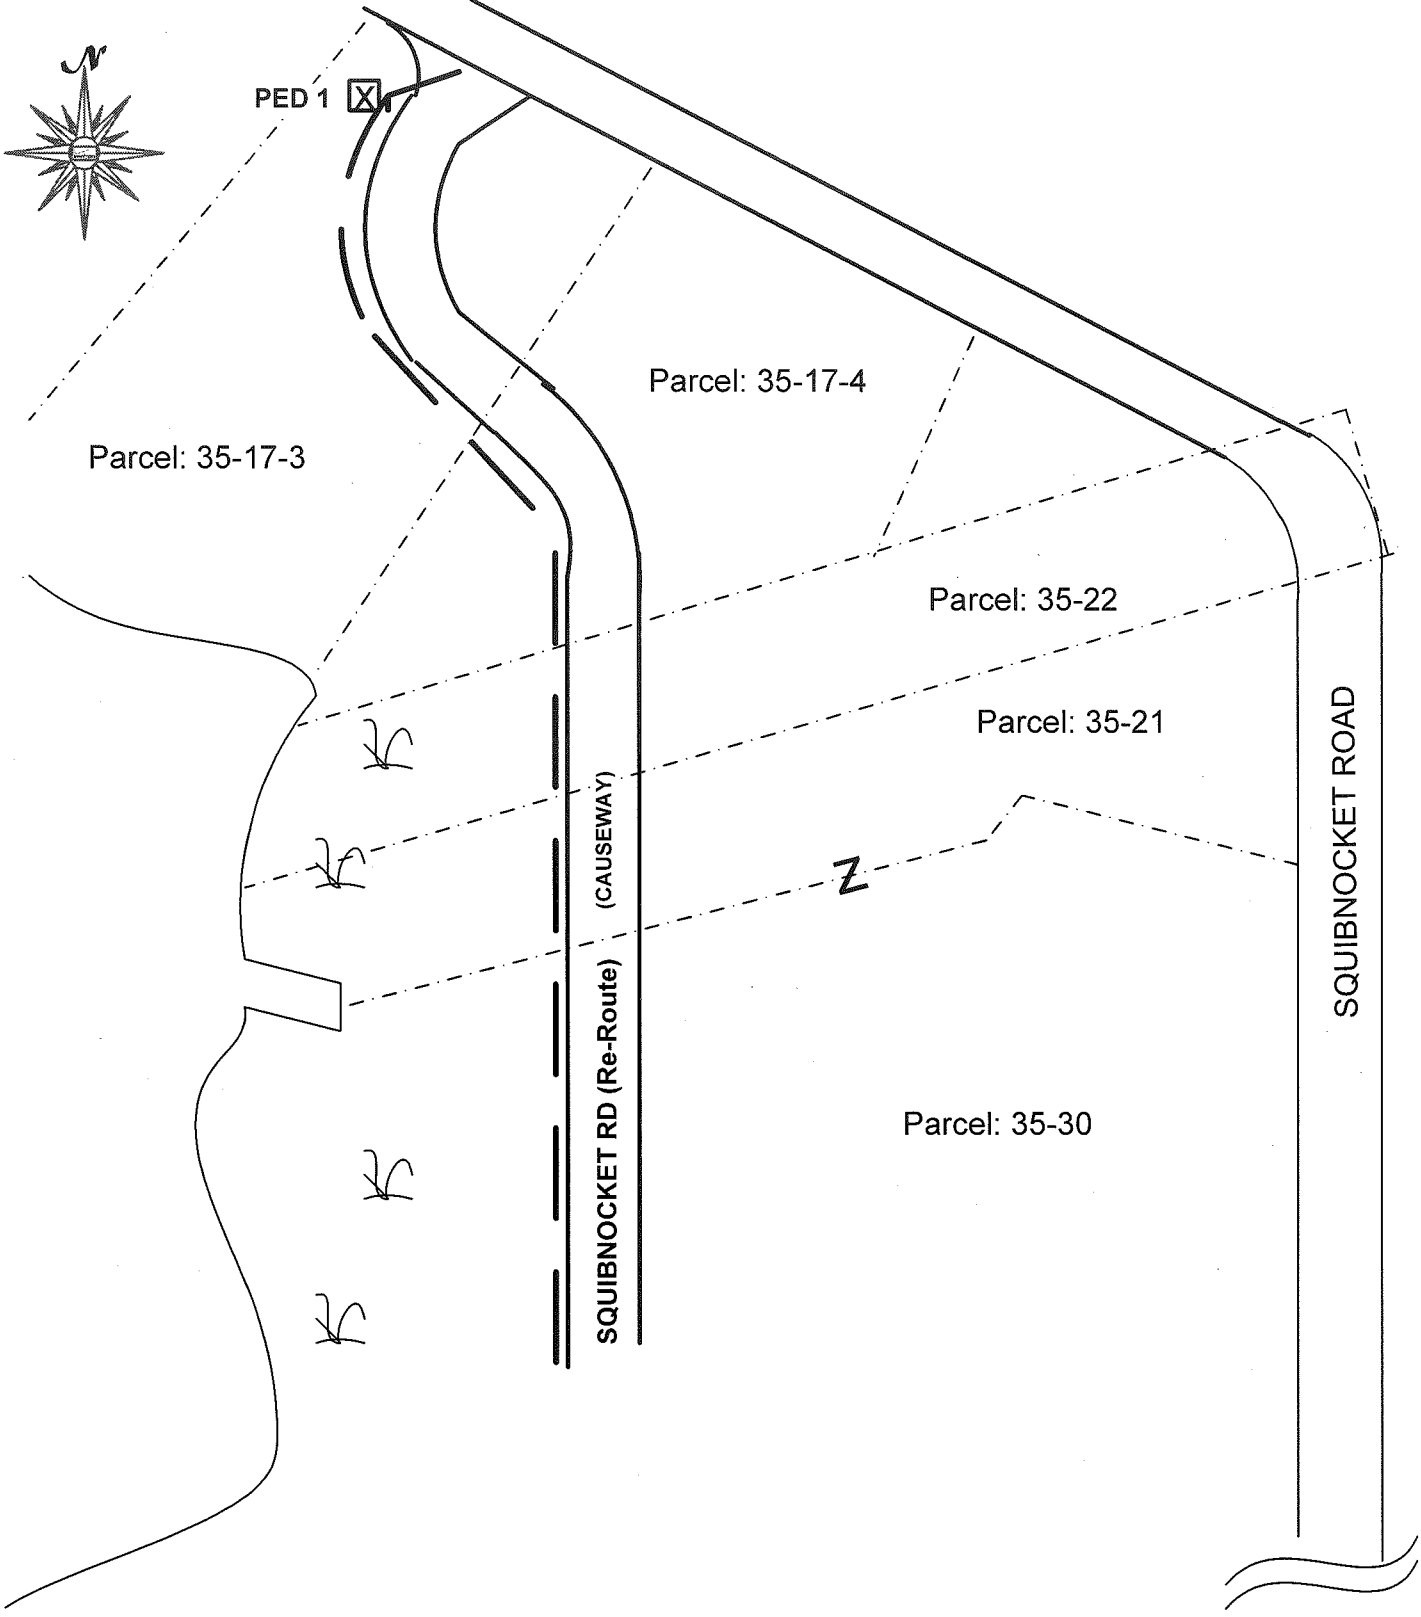 N
PED 1 X
Parcel: 35-17-4
Parcel: 35-17-3
Parcel: 35-22
Parcel: 35-21
SQUIBNOCKET ROAD
(CAUSEWAY)
Z
SQUIBNOCKET RD (Re-Route)
Parcel: 35-30